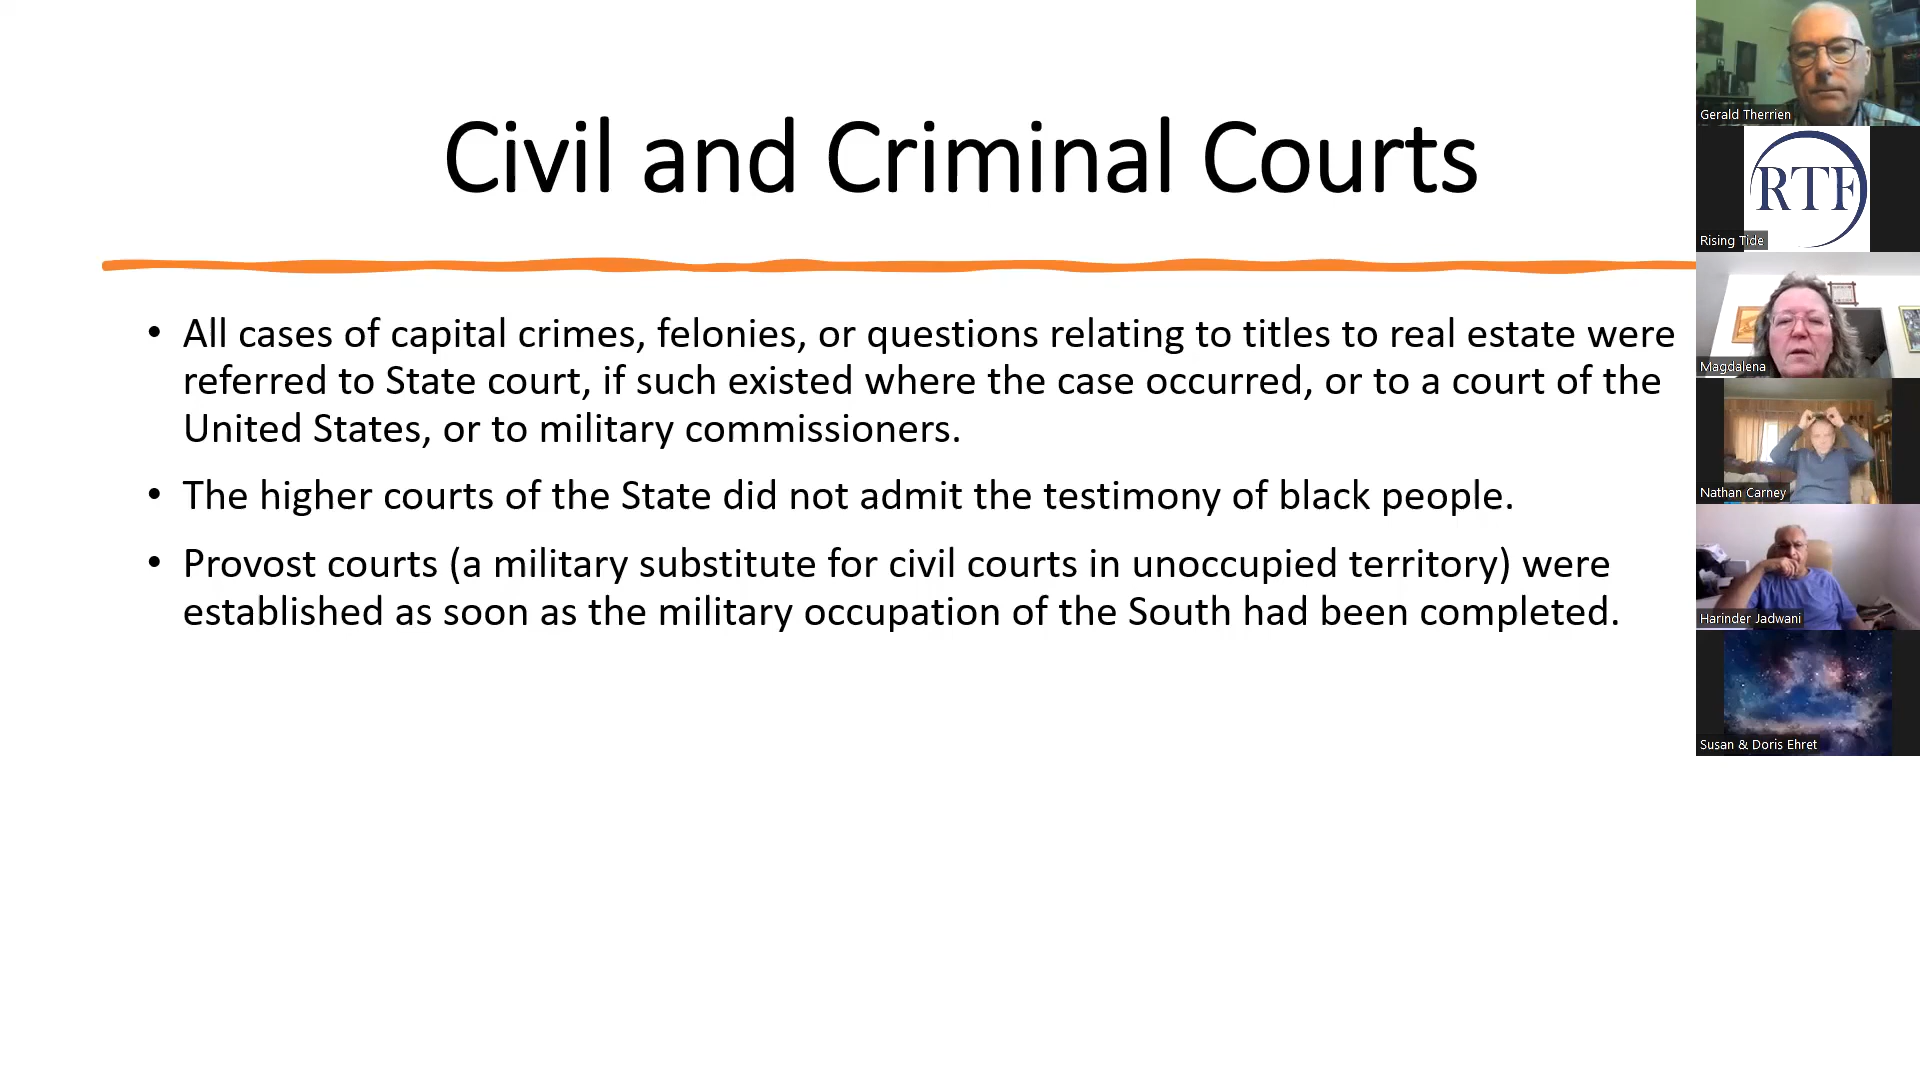 Civil and Criminal Courts
• All cases of capital crimes, felonies, or questions relating to titles to real estate were
referred to State court, if such existed where the case occurred, or to a court of the
United States, or to military commissioners.
• The higher courts of the State did not admit the testimony of black people.
• Provost courts (a military substitute for civil courts in unoccupied territory) were
established as soon as the military occupation of the South had been completed.
Gerald Therrien
RTF
Rising Tide
Magdalena
Nathan Carney
Harinder Jadwani
Susan & Doris Ehret